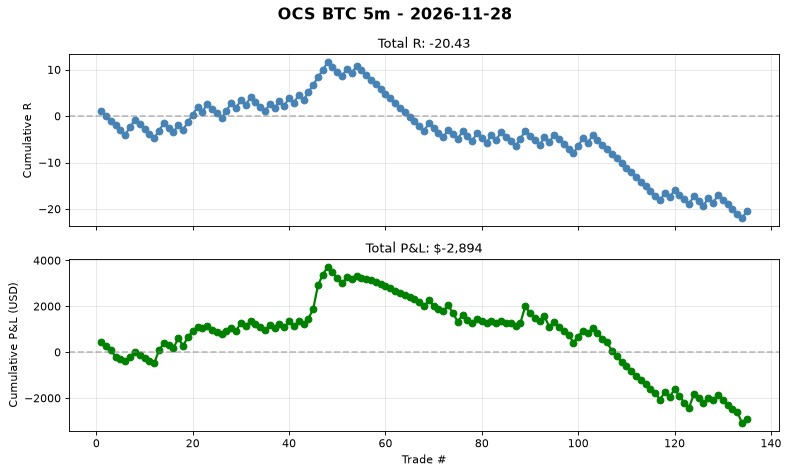 OCS BTC 5m - 2026-11-28
Total R: -20.43
10
0
−10
−20
Cumulative R
Total P&L: $-2,894
4000
2000
0
−2000
Cumulative P&L (USD)
0 20 40 60 80 100 120 140
Trade #